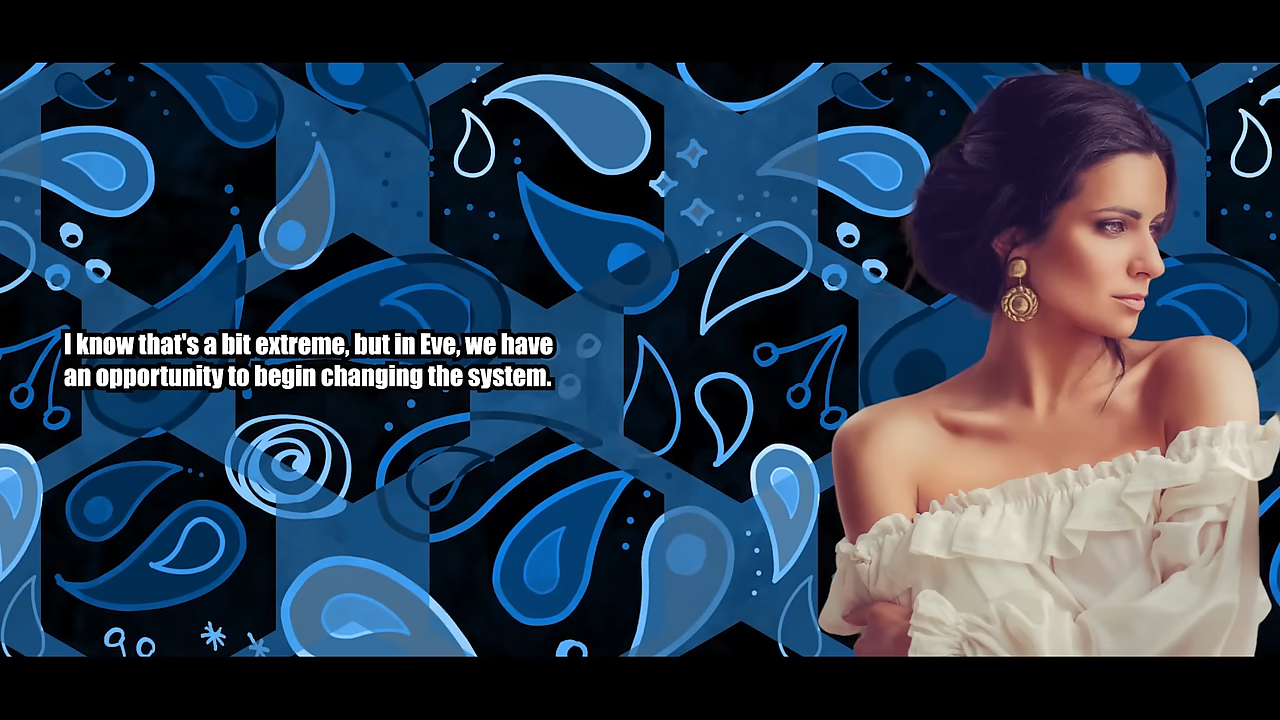 I know that's a bit extreme, but in Eve, we have
an opportunity to begin changing the system.